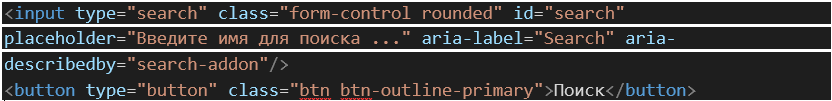 <input type="search" class="form-control rounded" id="search"
placeholder="Введите имя для поиска ..." aria-label="Search" aria-
describedby="search-addon"/>
<button type="button" class="btn btn-outline-primary">Поиск</button>